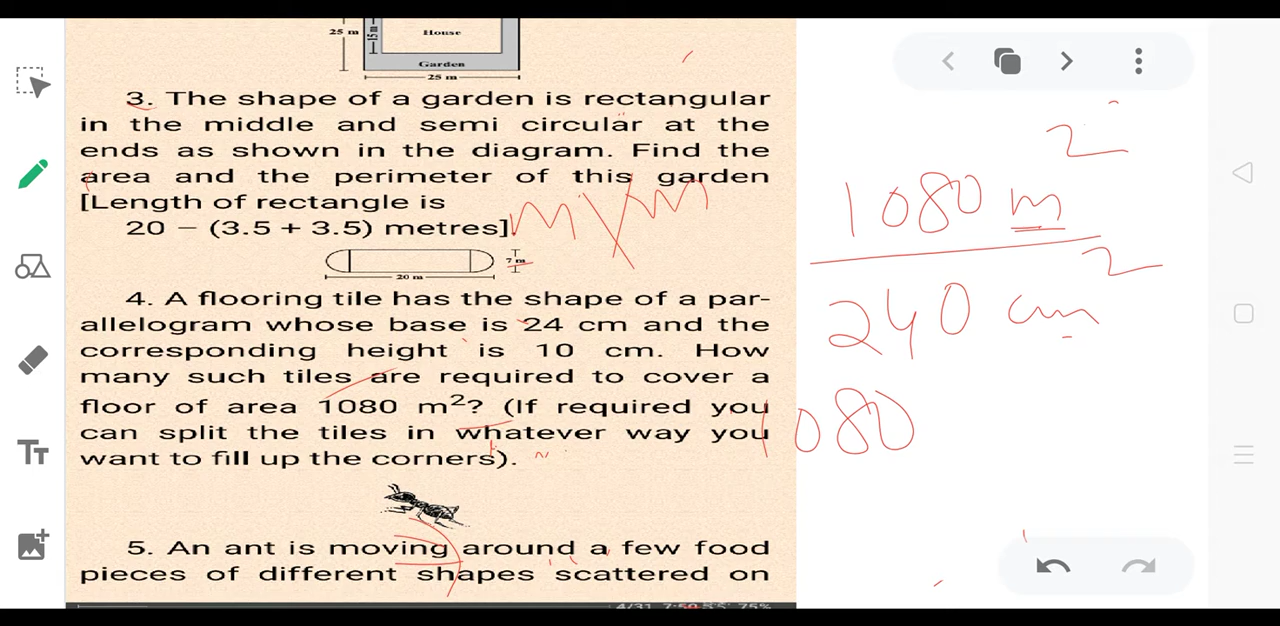 25 m
15 m
House
Garden
25 m
3. The shape of a garden is rectangular
in the middle and semi circular at the
ends as shown in the diagram. Find the
area and the perimeter of this garden
[Length of rectangle is
20 − (3.5 + 3.5) metres].
7 m
20 m
4. A flooring tile has the shape of a par-
allelogram whose base is 24 cm and the
corresponding height is 10 cm. How
many such tiles are required to cover a
floor of area 1080 m²? (If required you
can split the tiles in whatever way you
want to fill up the corners).
5. An ant is moving around a few food
pieces of different shapes scattered on
1080 m²
240 cm²
1080
Tт